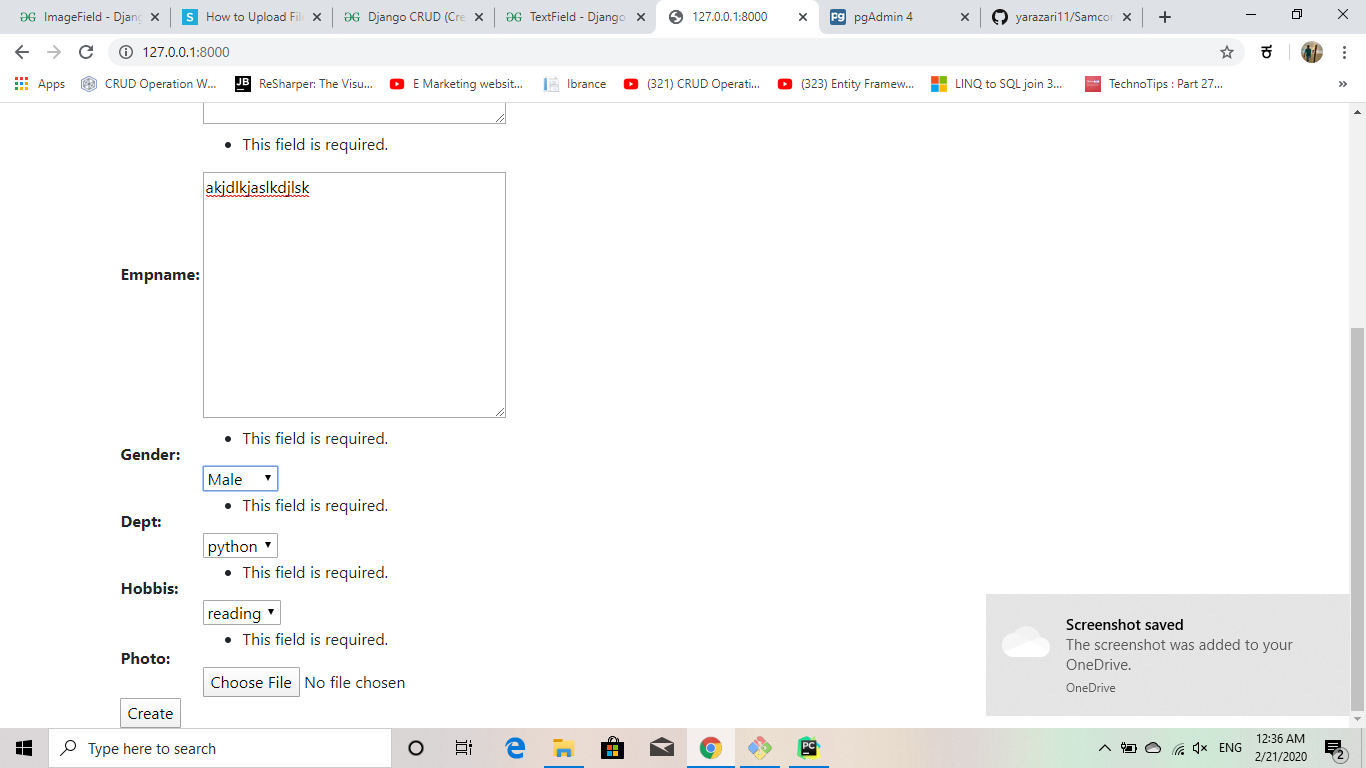 ImageField - Djang
How to Upload File
Django CRUD (Cre
TextField - Django
127.0.0.1:8000
pgAdmin 4
yarazari11/Samcor
127.0.0.1:8000
Apps
CRUD Operation W...
JB
ReSharper: The Visu...
E Marketing websit...
Ibrance
(321) CRUD Operati...
(323) Entity Framew...
LINQ to SQL join 3...
TechnoTips : Part 27...
»
• This field is required.
akjdlkjaslkdjlsk
Empname:
• This field is required.
Gender:
Male
• This field is required.
Dept:
python
• This field is required.
Hobbis:
reading
• This field is required.
Photo:
Choose File No file chosen
Create
Screenshot saved
The screenshot was added to your
OneDrive.
OneDrive
Type here to search
ENG
12:36 AM
2/21/2020
2